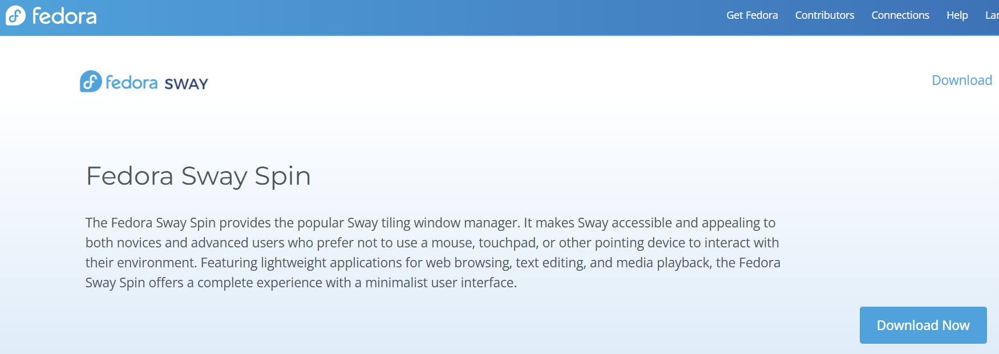 fedora Get Fedora Contributors Connections Help
fedora SWAY Download
Fedora Sway Spin
The Fedora Sway Spin provides the popular Sway tiling window manager. It makes Sway accessible and appealing to
both novices and advanced users who prefer not to use a mouse, touchpad, or other pointing device to interact with
their environment. Featuring lightweight applications for web browsing, text editing, and media playback, the Fedora
Sway Spin offers a complete experience with a minimalist user interface.
Download Now